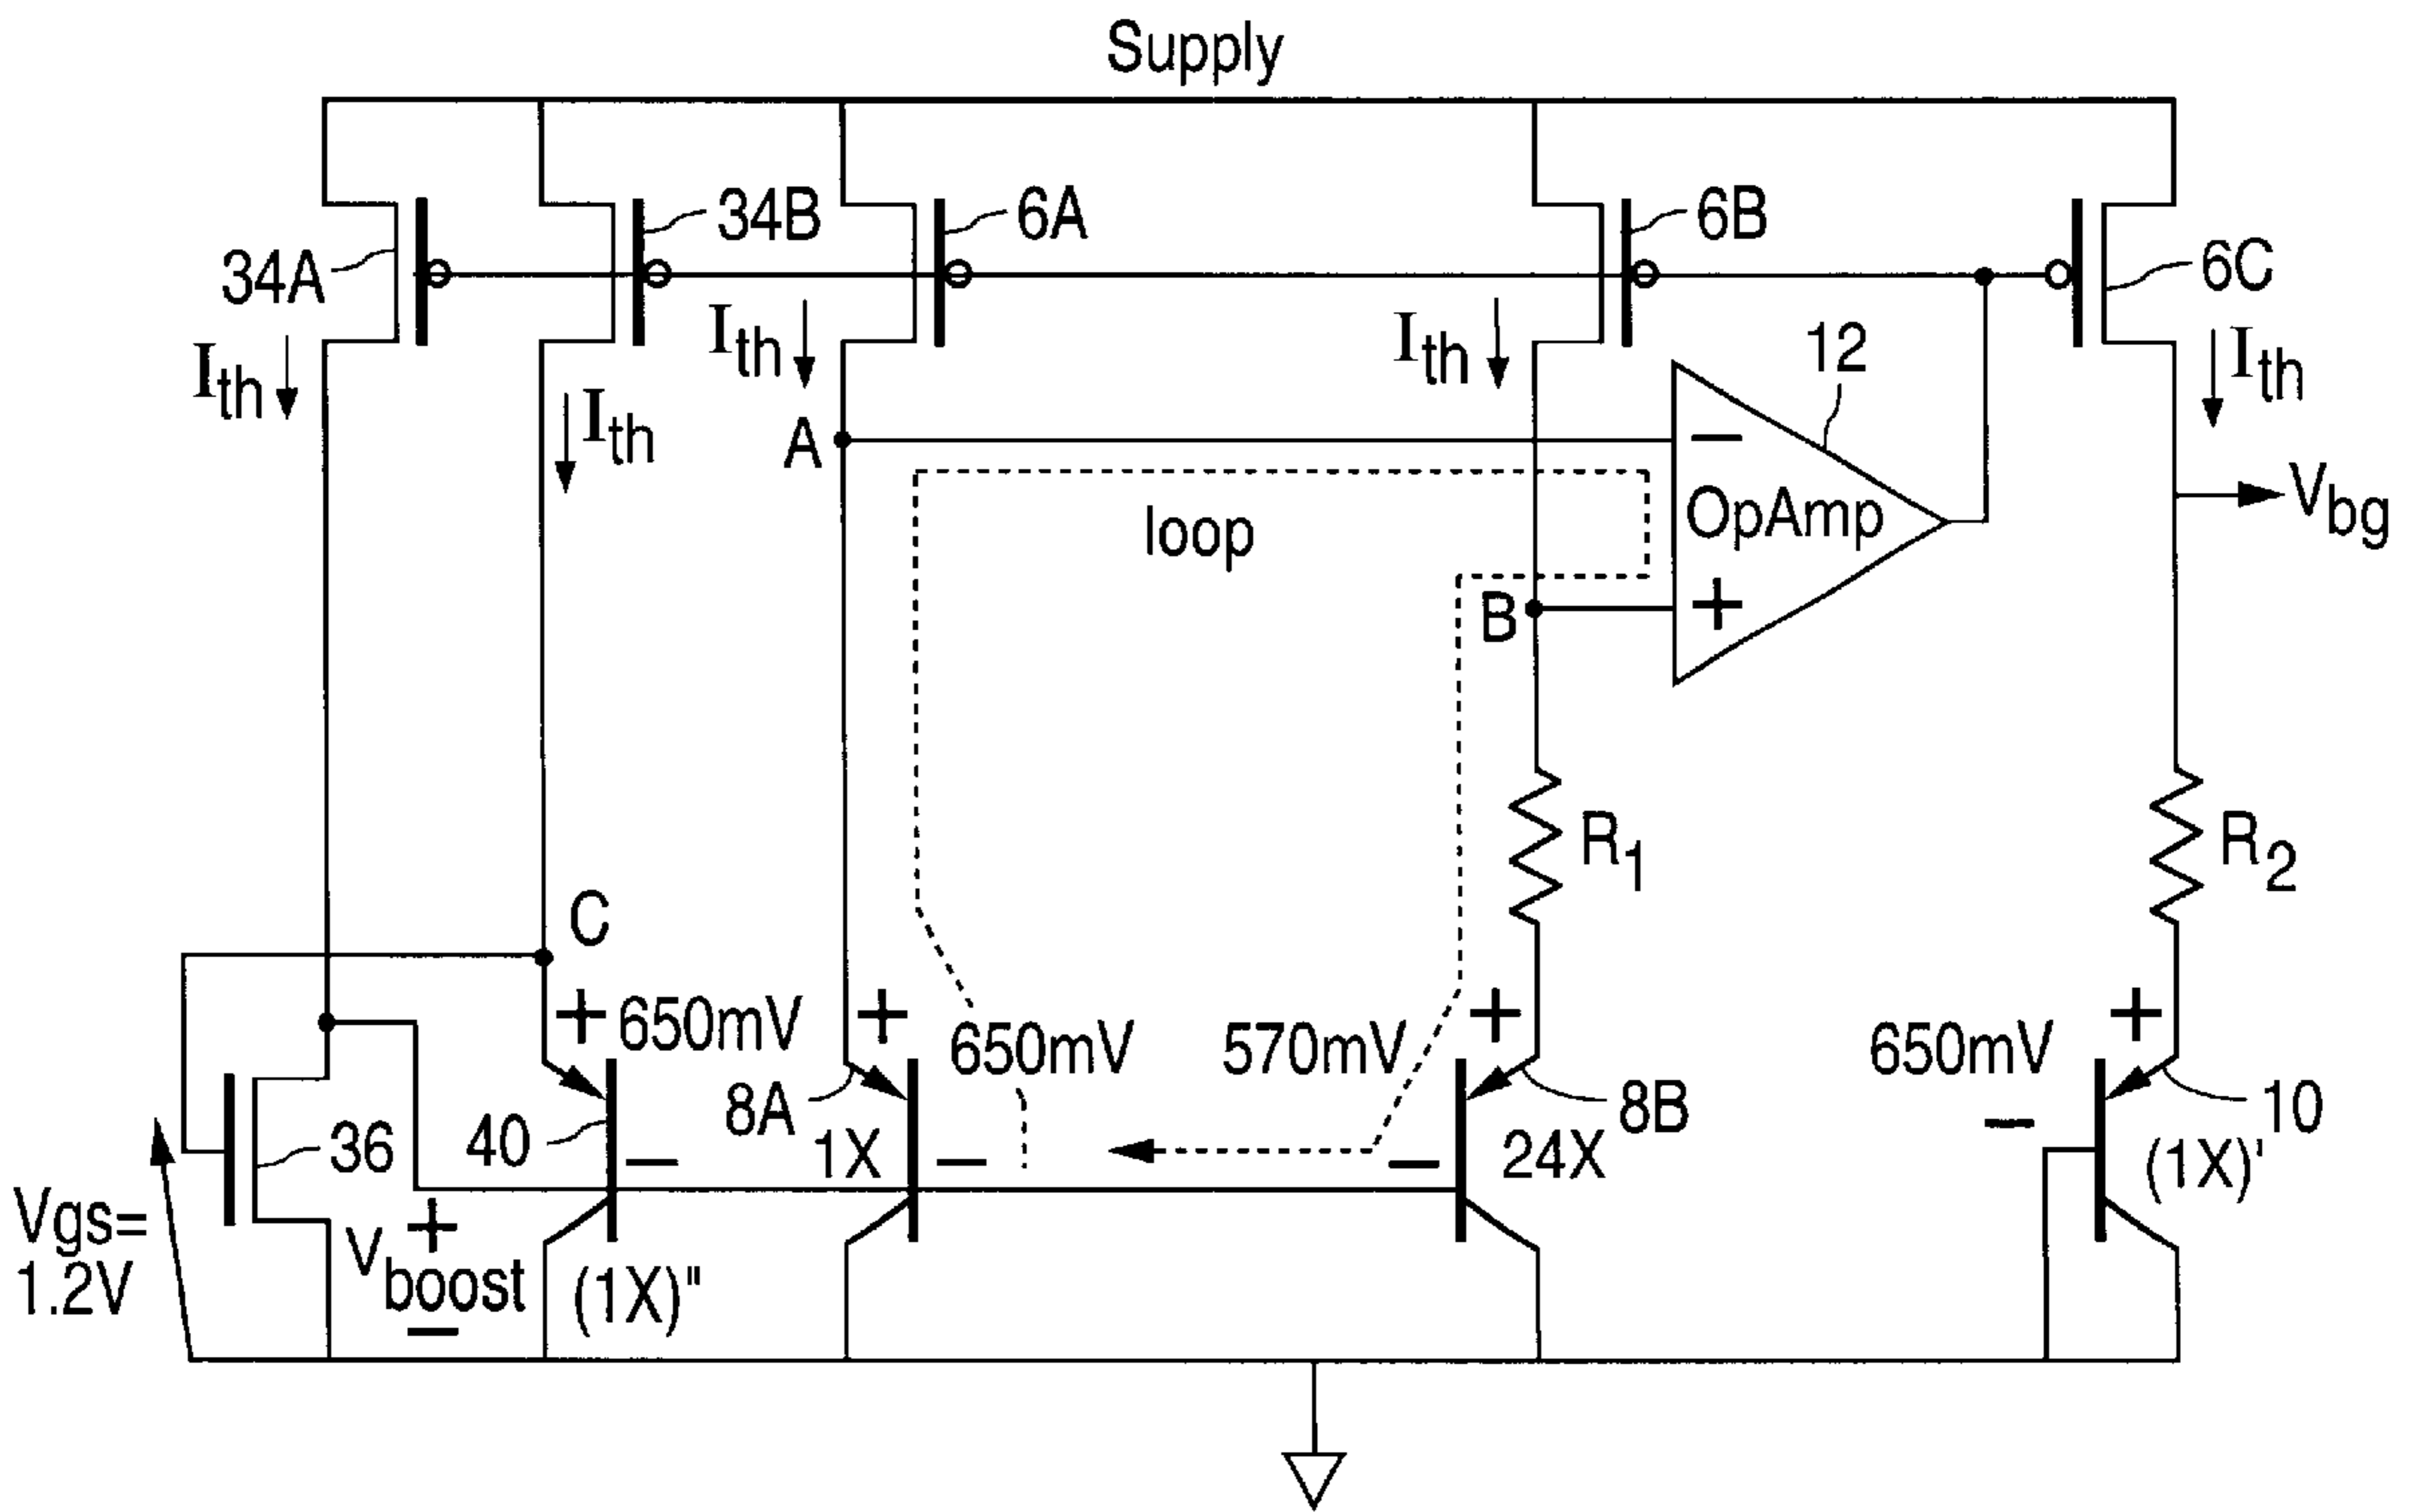 Supply
34A
34B
6A
6B
6C
Ith
Ith
Ith
Ith
Ith
12
A
−
OpAmp
+
B
loop
Vbg
R1
R2
C
+
650mV
+
650mV
570mV
+
650mV
+
36
40
8A
1X
−
−
−
24X
8B
−
10
(1X)'
Vgs=
1.2V
+
Vboost
−
(1X)"